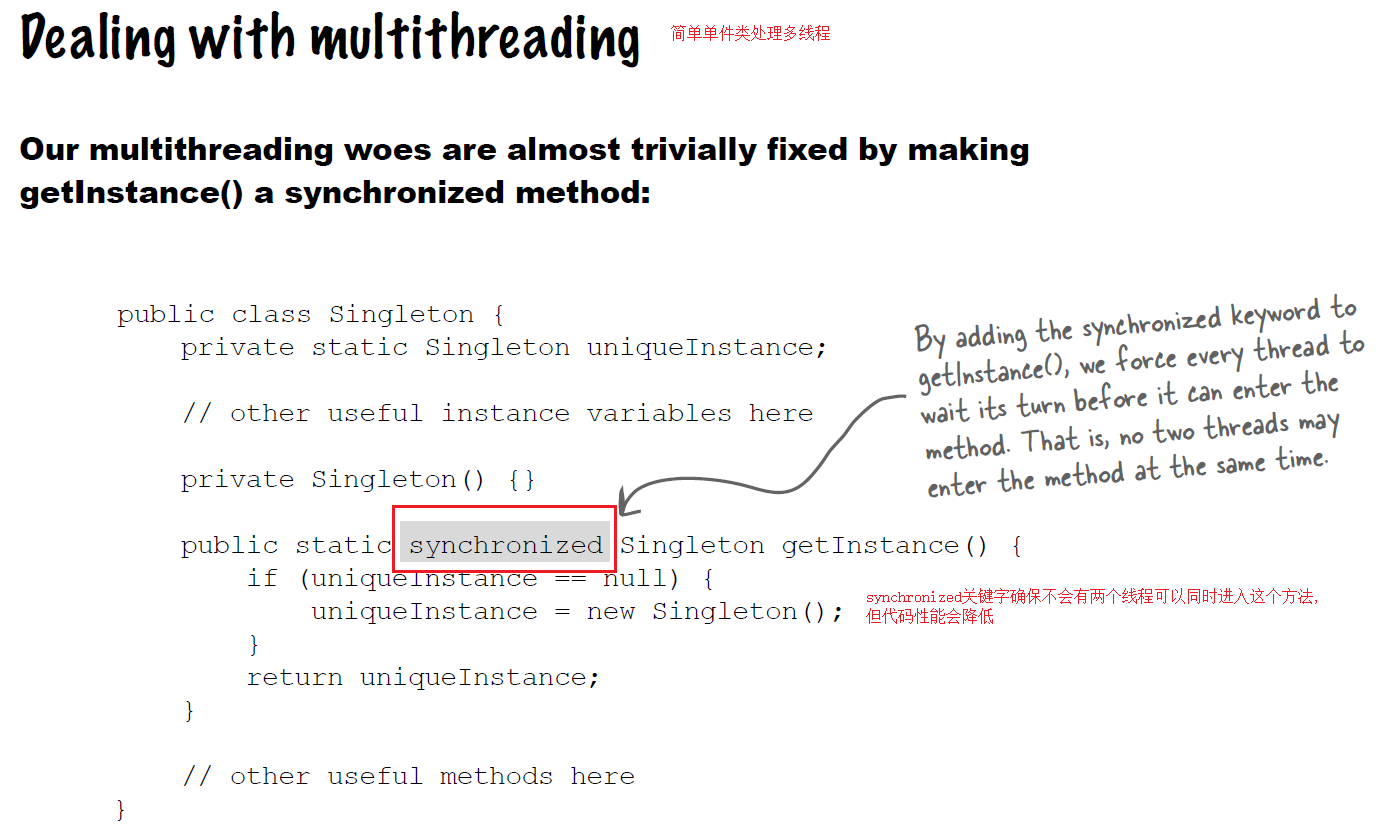 Dealing with multithreading
简单单件类处理多线程
Our multithreading woes are almost trivially fixed by making
getInstance() a synchronized method:
public class Singleton {
private static Singleton uniqueInstance;
// other useful instance variables here
private Singleton() {}
public static synchronized Singleton getInstance() {
if (uniqueInstance == null) {
uniqueInstance = new Singleton();
}
return uniqueInstance;
}
// other useful methods here
}
By adding the synchronized keyword to
getInstance(), we force every thread to
wait its turn before it can enter the
method. That is, no two threads may
enter the method at the same time.
synchronized关键字确保不会有两个线程可以同时进入这个方法,
但代码性能会降低